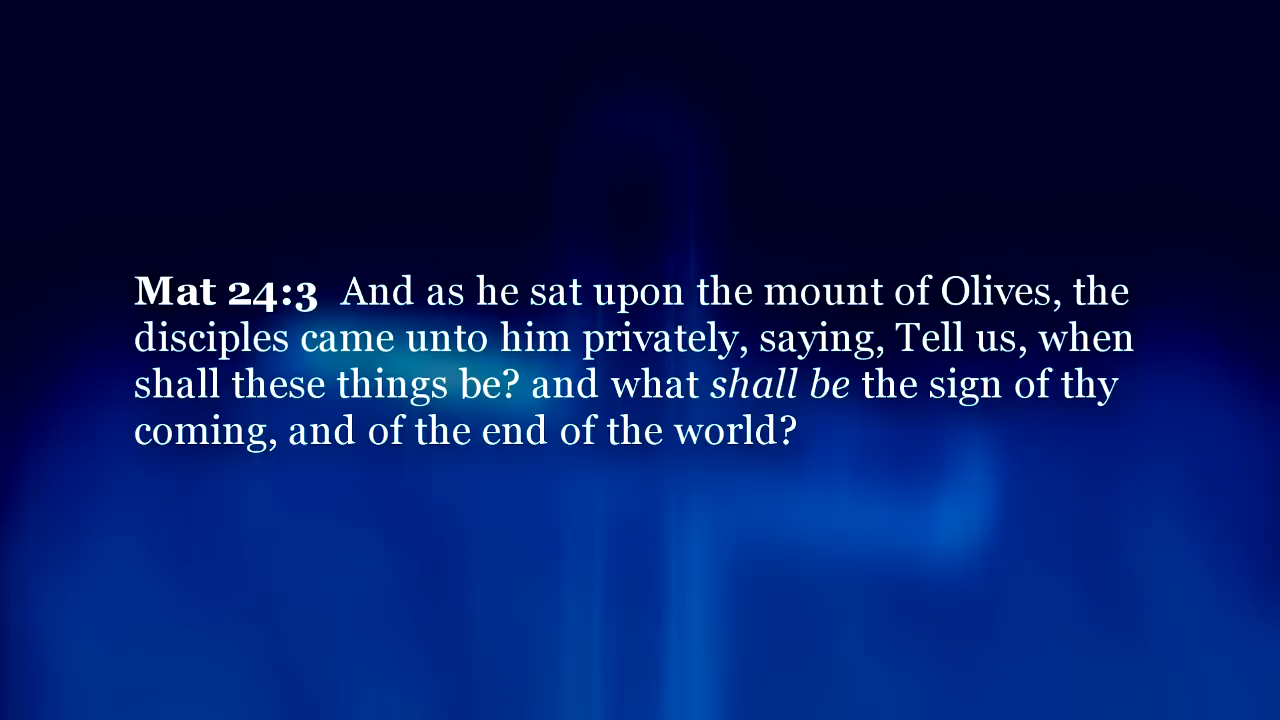 Mat 24:3  And as he sat upon the mount of Olives, the
disciples came unto him privately, saying, Tell us, when
shall these things be? and what shall be the sign of thy
coming, and of the end of the world?